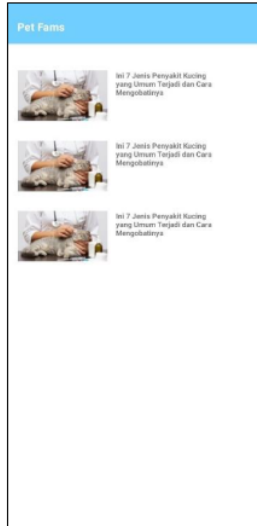 Pet Fams
Ini 7 Jenis Penyakit Kucing
yang Umum Terjadi dan Cara
Mengobatinya
Ini 7 Jenis Penyakit Kucing
yang Umum Terjadi dan Cara
Mengobatinya
Ini 7 Jenis Penyakit Kucing
yang Umum Terjadi dan Cara
Mengobatinya